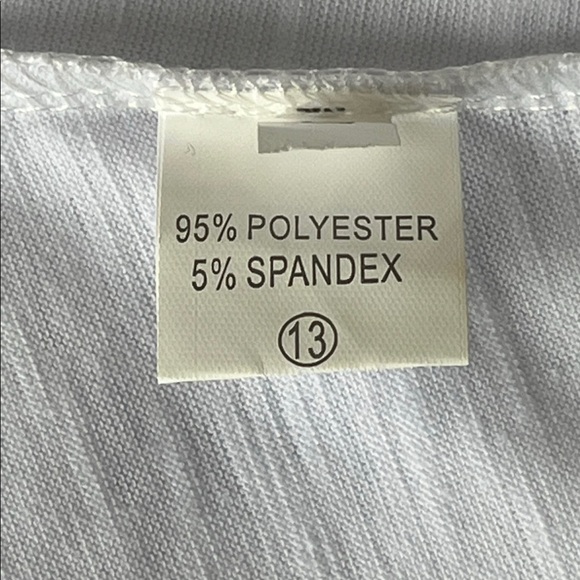 95% POLYESTER
5% SPANDEX
13